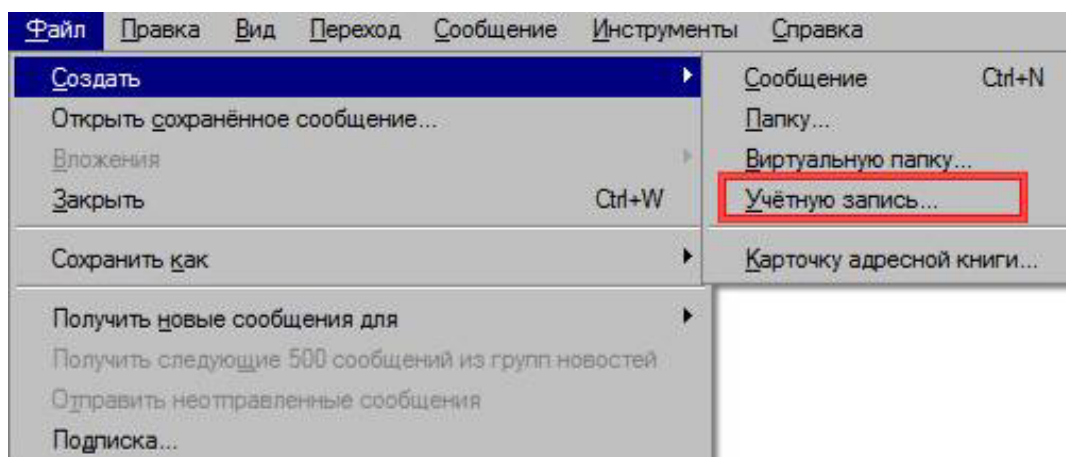 Файл Правка Вид Переход Сообщение Инструменты Справка
Создать
Открыть сохранённое сообщение...
Вложения
Закрыть Ctrl+W
Сохранить как
Получить новые сообщения для
Получить следующие 500 сообщений из групп новостей
Отправить неотправленные сообщения
Подписка...
Сообщение Ctrl+N
Папку...
Виртуальную папку...
Учётную запись...
Карточку адресной книги...